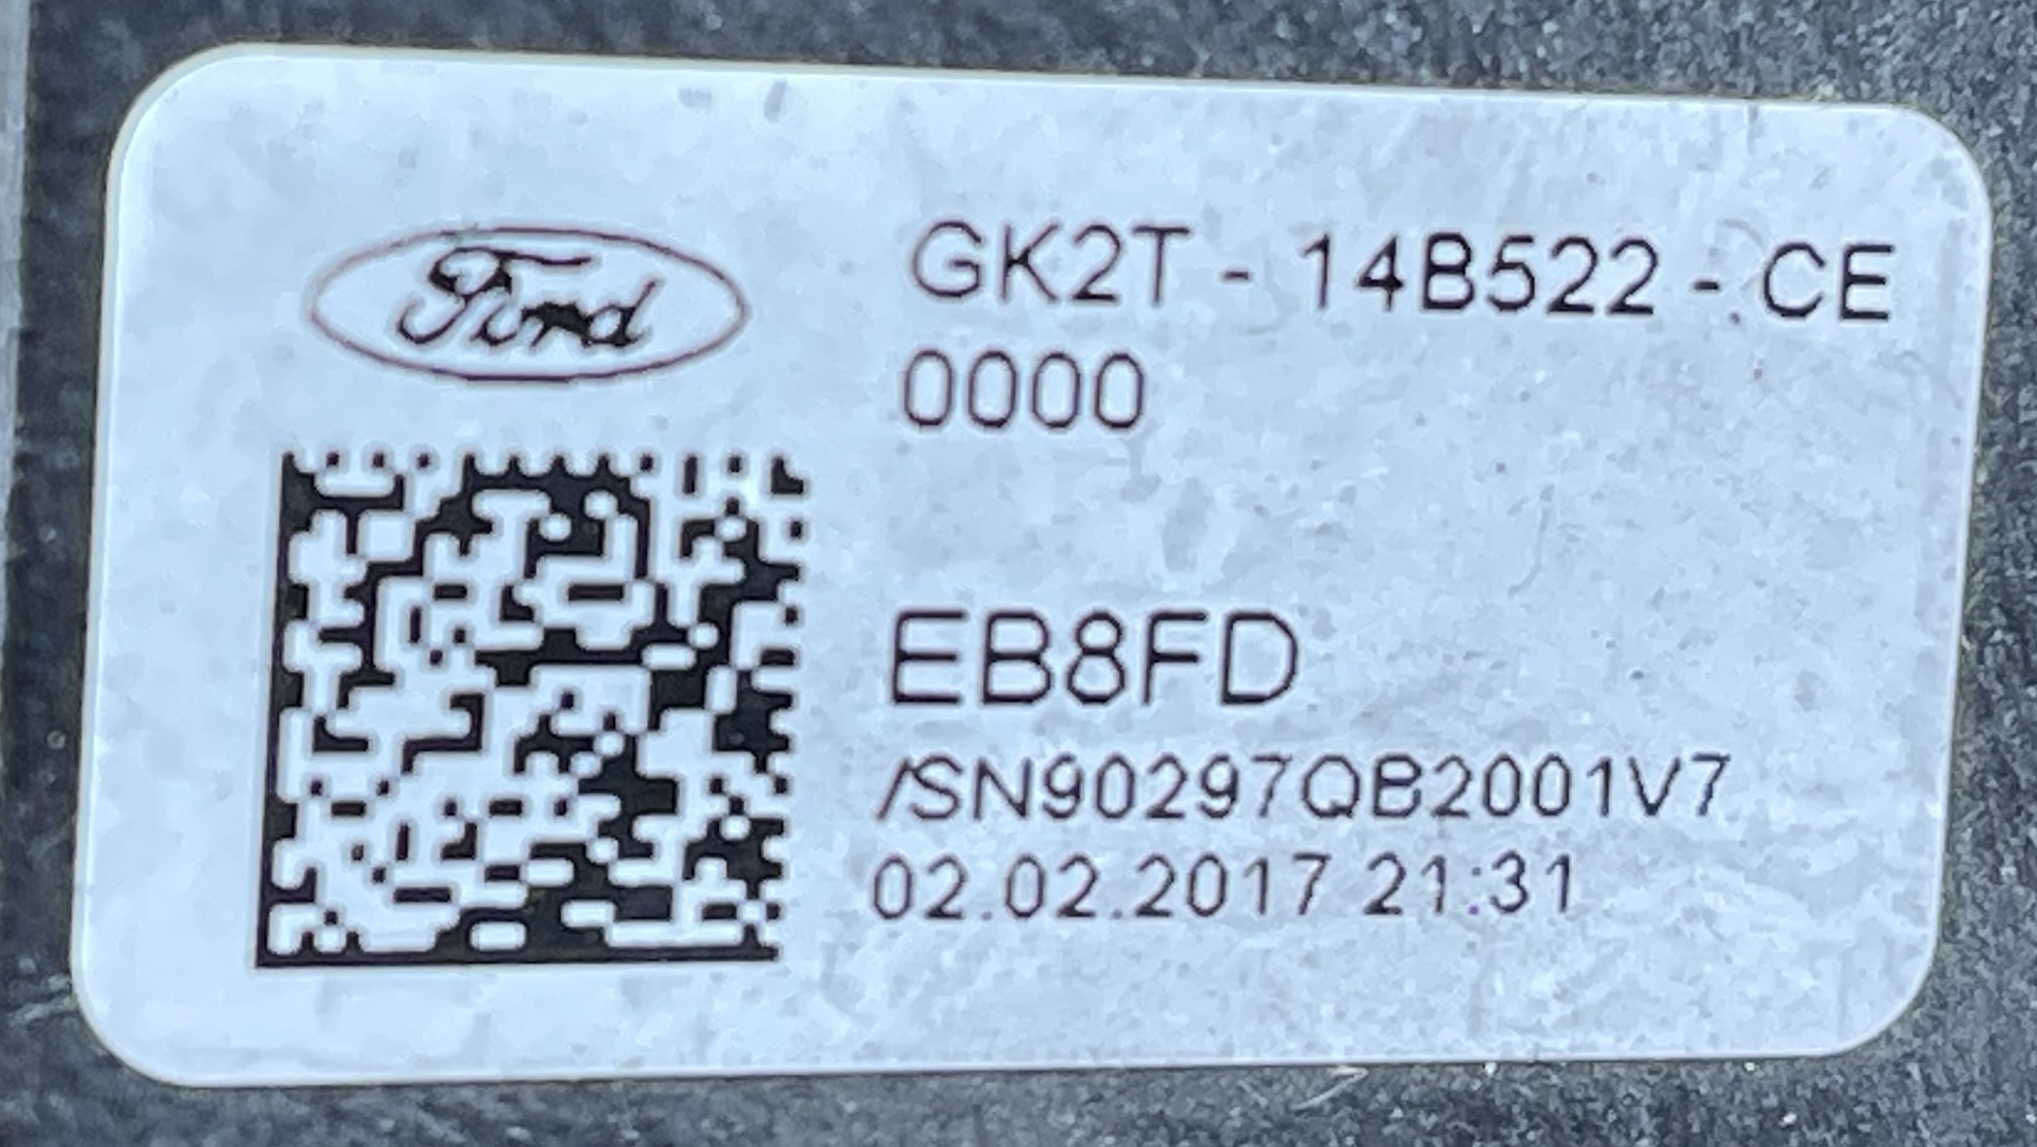 Ford
GK2T - 14B522 - CE
0000
EB8FD
/SN90297QB2001V7
02.02.2017 21:31